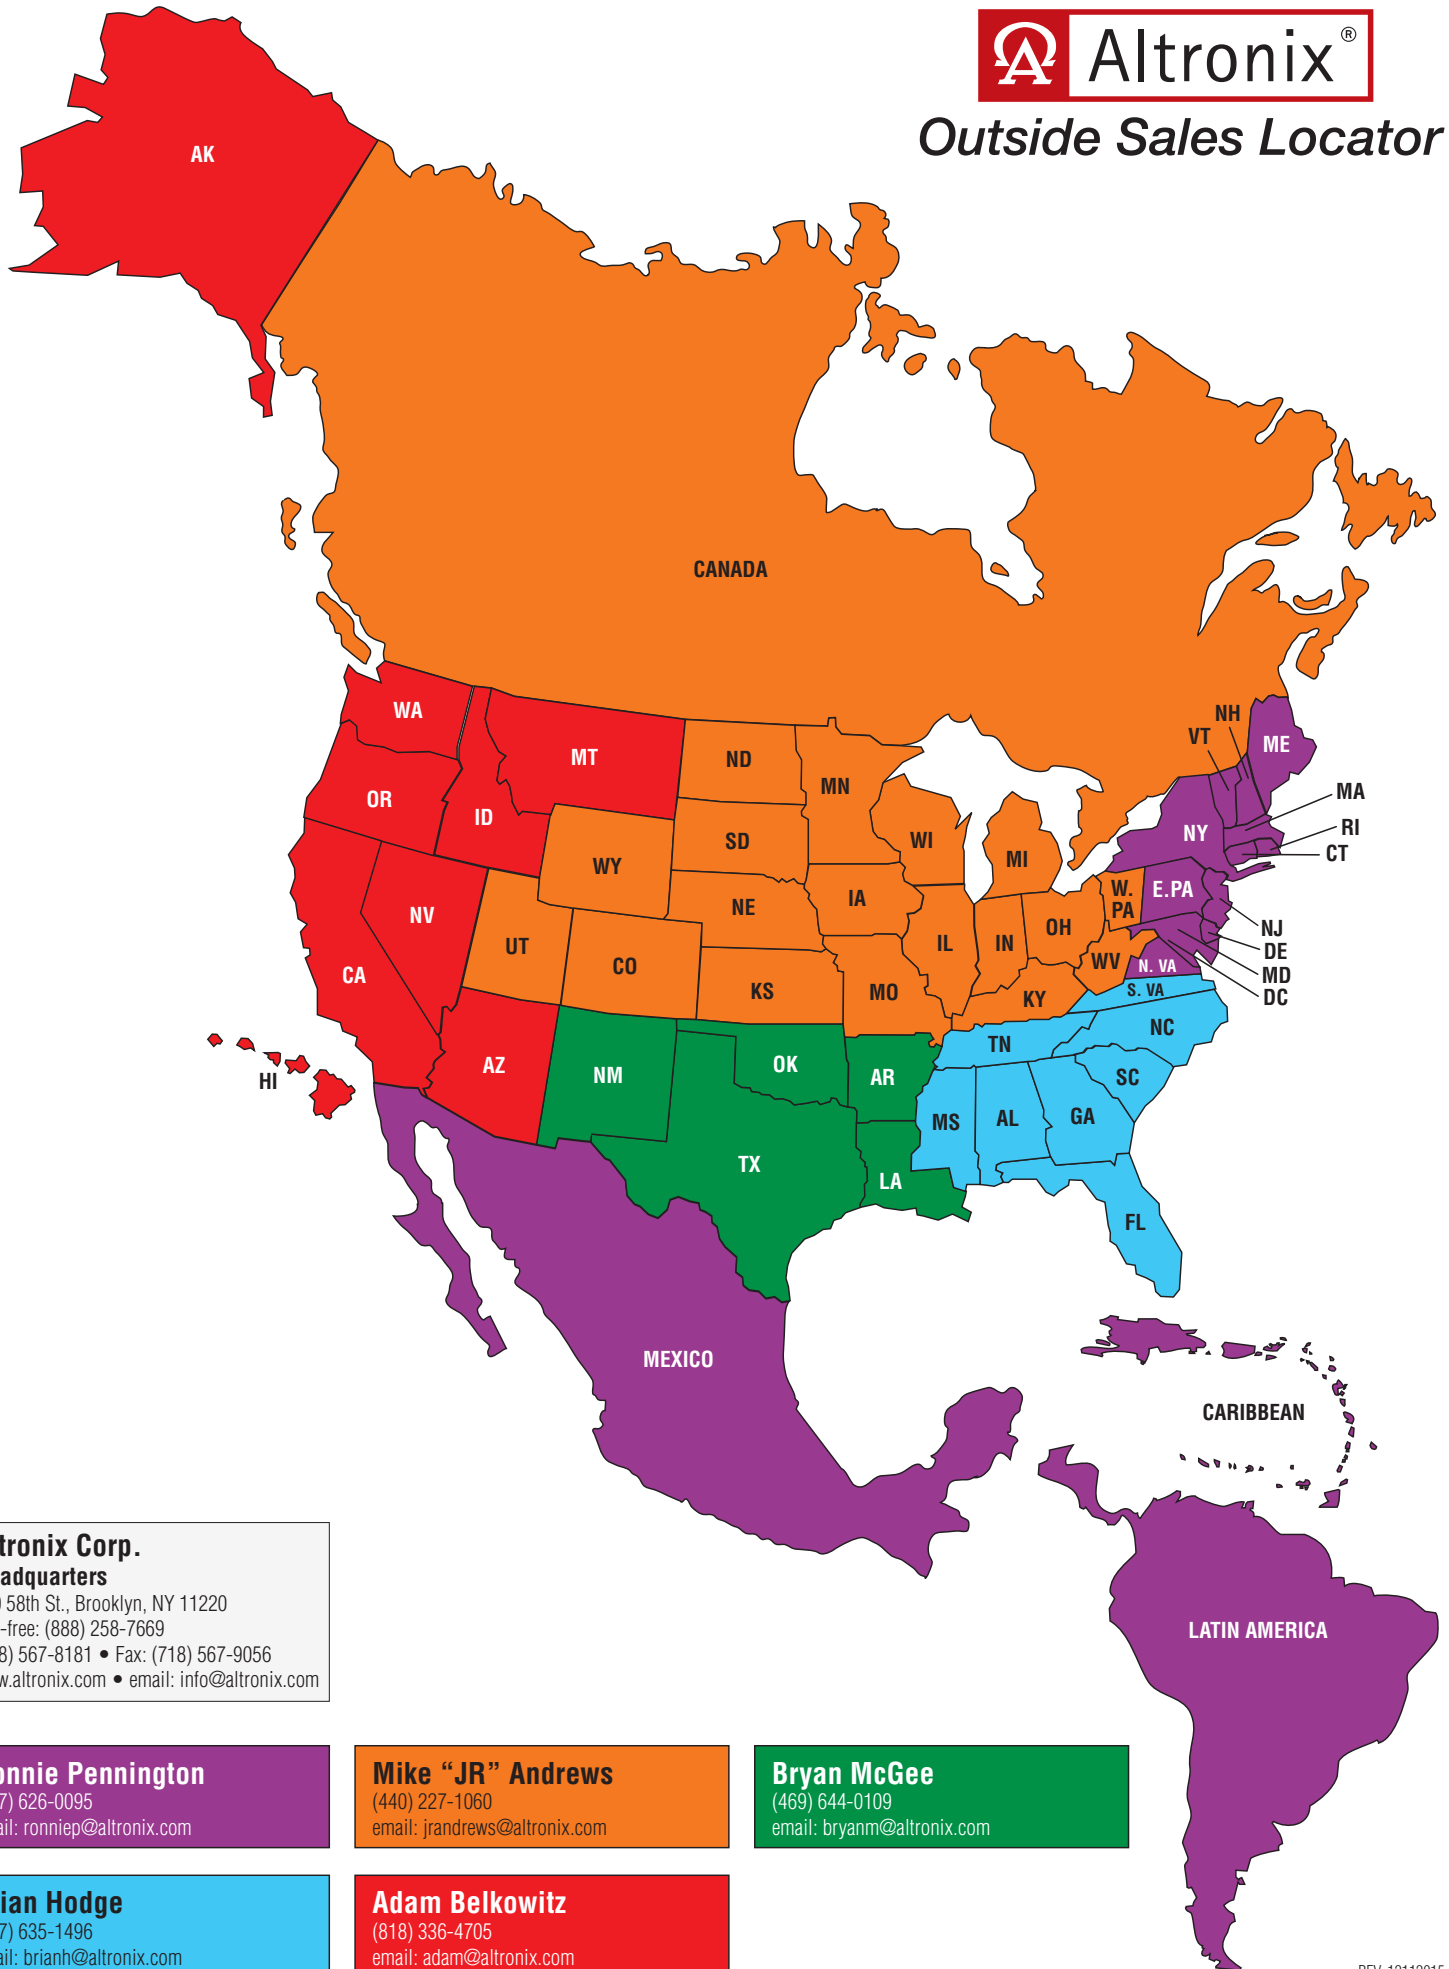 Altronix®
Outside Sales Locator
AK
CANADA
WA
OR
ID
MT
ND
MN
SD
WY
NE
IA
WI
MI
NH
VT
ME
MA
RI
CT
NY
W.
PA
E.PA
NJ
DE
MD
DC
N. VA
S. VA
WV
OH
IN
IL
KY
MO
KS
CO
UT
NV
CA
AZ
NM
OK
AR
TN
NC
SC
MS
AL
GA
TX
LA
FL
HI
MEXICO
CARIBBEAN
LATIN AMERICA
tronix Corp.
adquarters
58th St., Brooklyn, NY 11220
-free: (888) 258-7669
8) 567-8181 • Fax: (718) 567-9056
w.altronix.com • email: info@altronix.com
onnie Pennington
7) 626-0095
ail: ronniep@altronix.com
Mike “JR” Andrews
(440) 227-1060
email: jrandrews@altronix.com
Bryan McGee
(469) 644-0109
email: bryanm@altronix.com
ian Hodge
7) 635-1496
ail: brianh@altronix.com
Adam Belkowitz
(818) 336-4705
email: adam@altronix.com